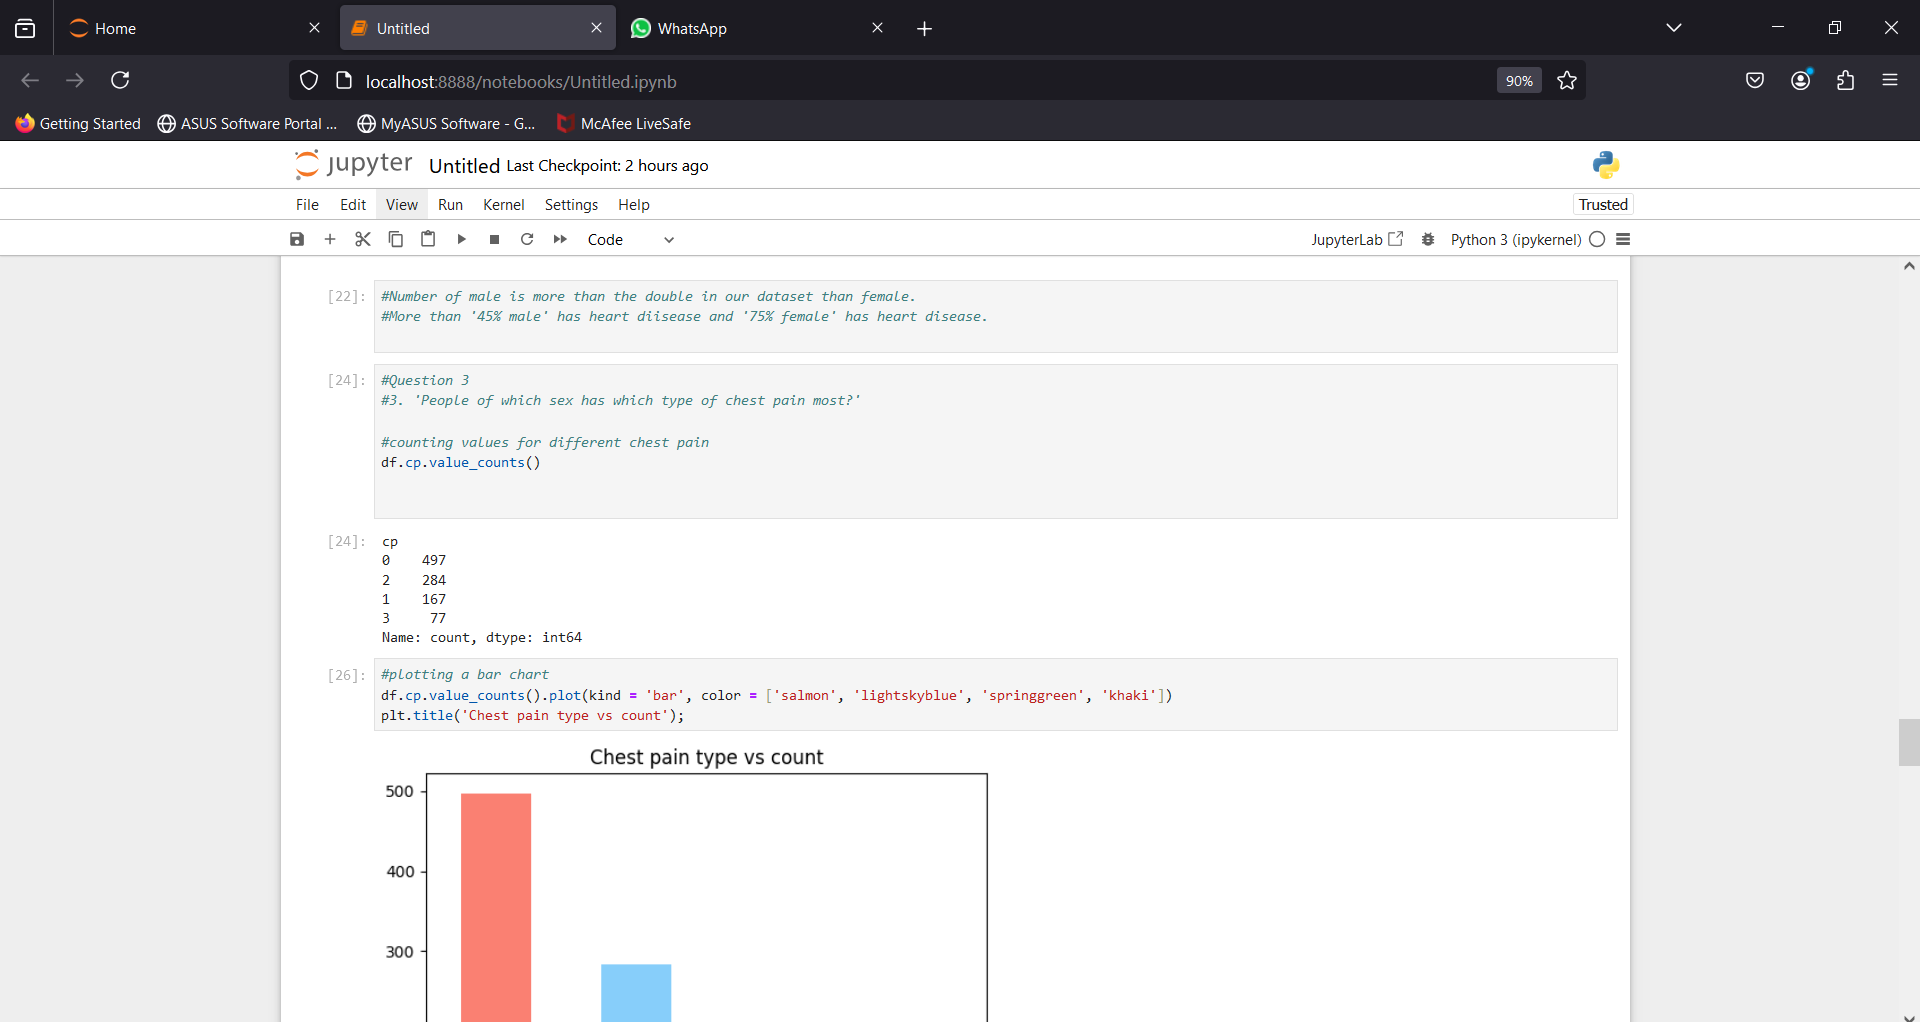 Home
Untitled
WhatsApp
localhost:8888/notebooks/Untitled.ipynb
90%
Getting Started
ASUS Software Portal ...
MyASUS Software - G...
McAfee LiveSafe
jupyter
Untitled Last Checkpoint: 2 hours ago
File Edit View Run Kernel Settings Help
Trusted
Code
JupyterLab
Python 3 (ipykernel)
[22]:
#Number of male is more than the double in our dataset than female.
#More than '45% male' has heart diisease and '75% female' has heart disease.
[24]:
#Question 3
#3. 'People of which sex has which type of chest pain most?'
#counting values for different chest pain
df.cp.value_counts()
[24]:
cp
0    497
2    284
1    167
3     77
Name: count, dtype: int64
[26]:
#plotting a bar chart
df.cp.value_counts().plot(kind = 'bar', color = ['salmon', 'lightskyblue', 'springgreen', 'khaki'])
plt.title('Chest pain type vs count');
Chest pain type vs count
500
400
300